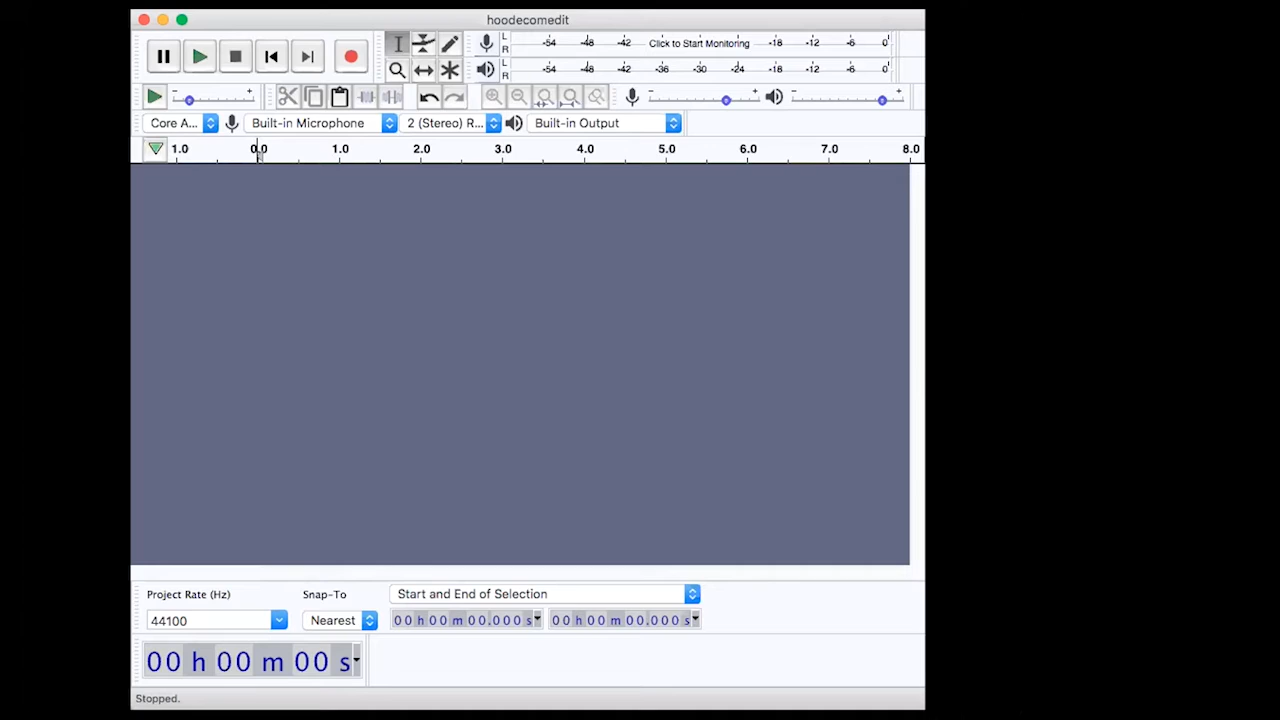 hoodecomedit
L
R
-54 -48 -42 Click to Start Monitoring -18 -12 -6 0
L
R
-54 -48 -42 -36 -30 -24 -18 -12 -6 0
- + - + - +
Core A... Built-in Microphone 2 (Stereo) R... Built-in Output
1.0 0.0 1.0 2.0 3.0 4.0 5.0 6.0 7.0 8.0
Project Rate (Hz) Snap-To Start and End of Selection
44100 Nearest 00 h 00 m 00.000 s 00 h 00 m 00.000 s
00 h 00 m 00 s
Stopped.